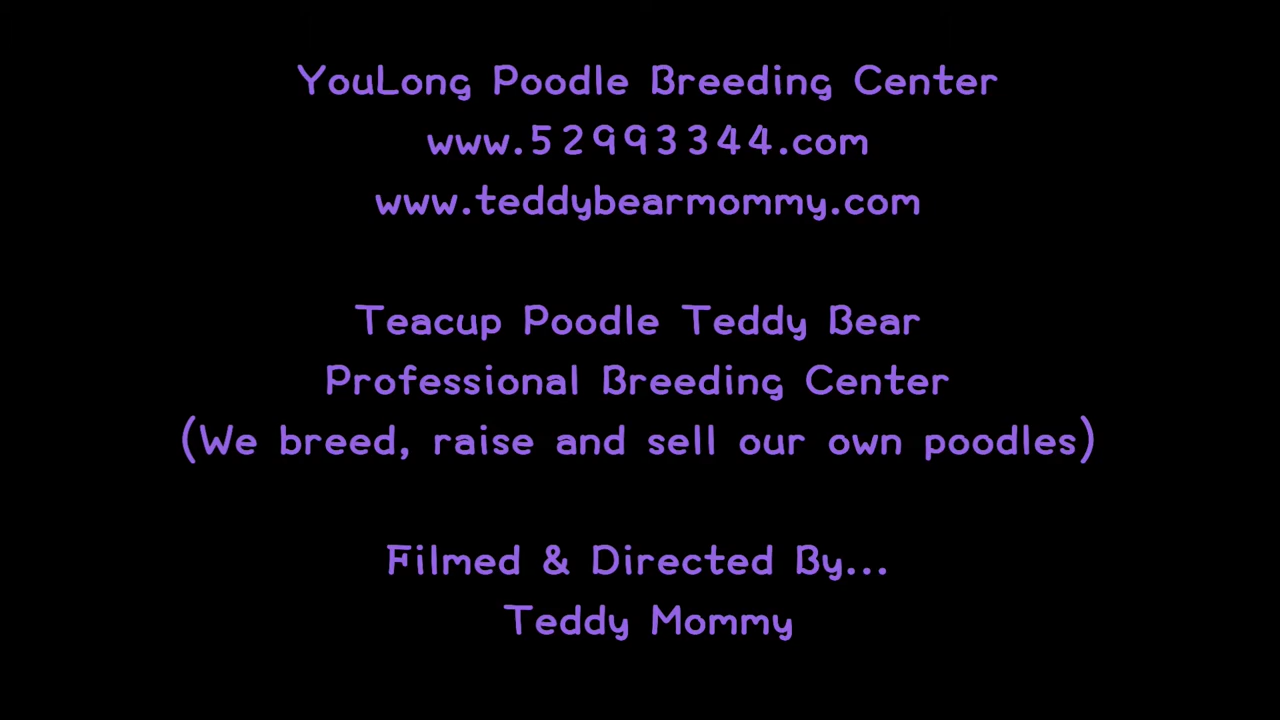 YouLong Poodle Breeding Center
www.52993344.com
www.teddybearmommy.com
Teacup Poodle Teddy Bear
Professional Breeding Center
(We breed, raise and sell our own poodles)
Filmed & Directed By...
Teddy Mommy